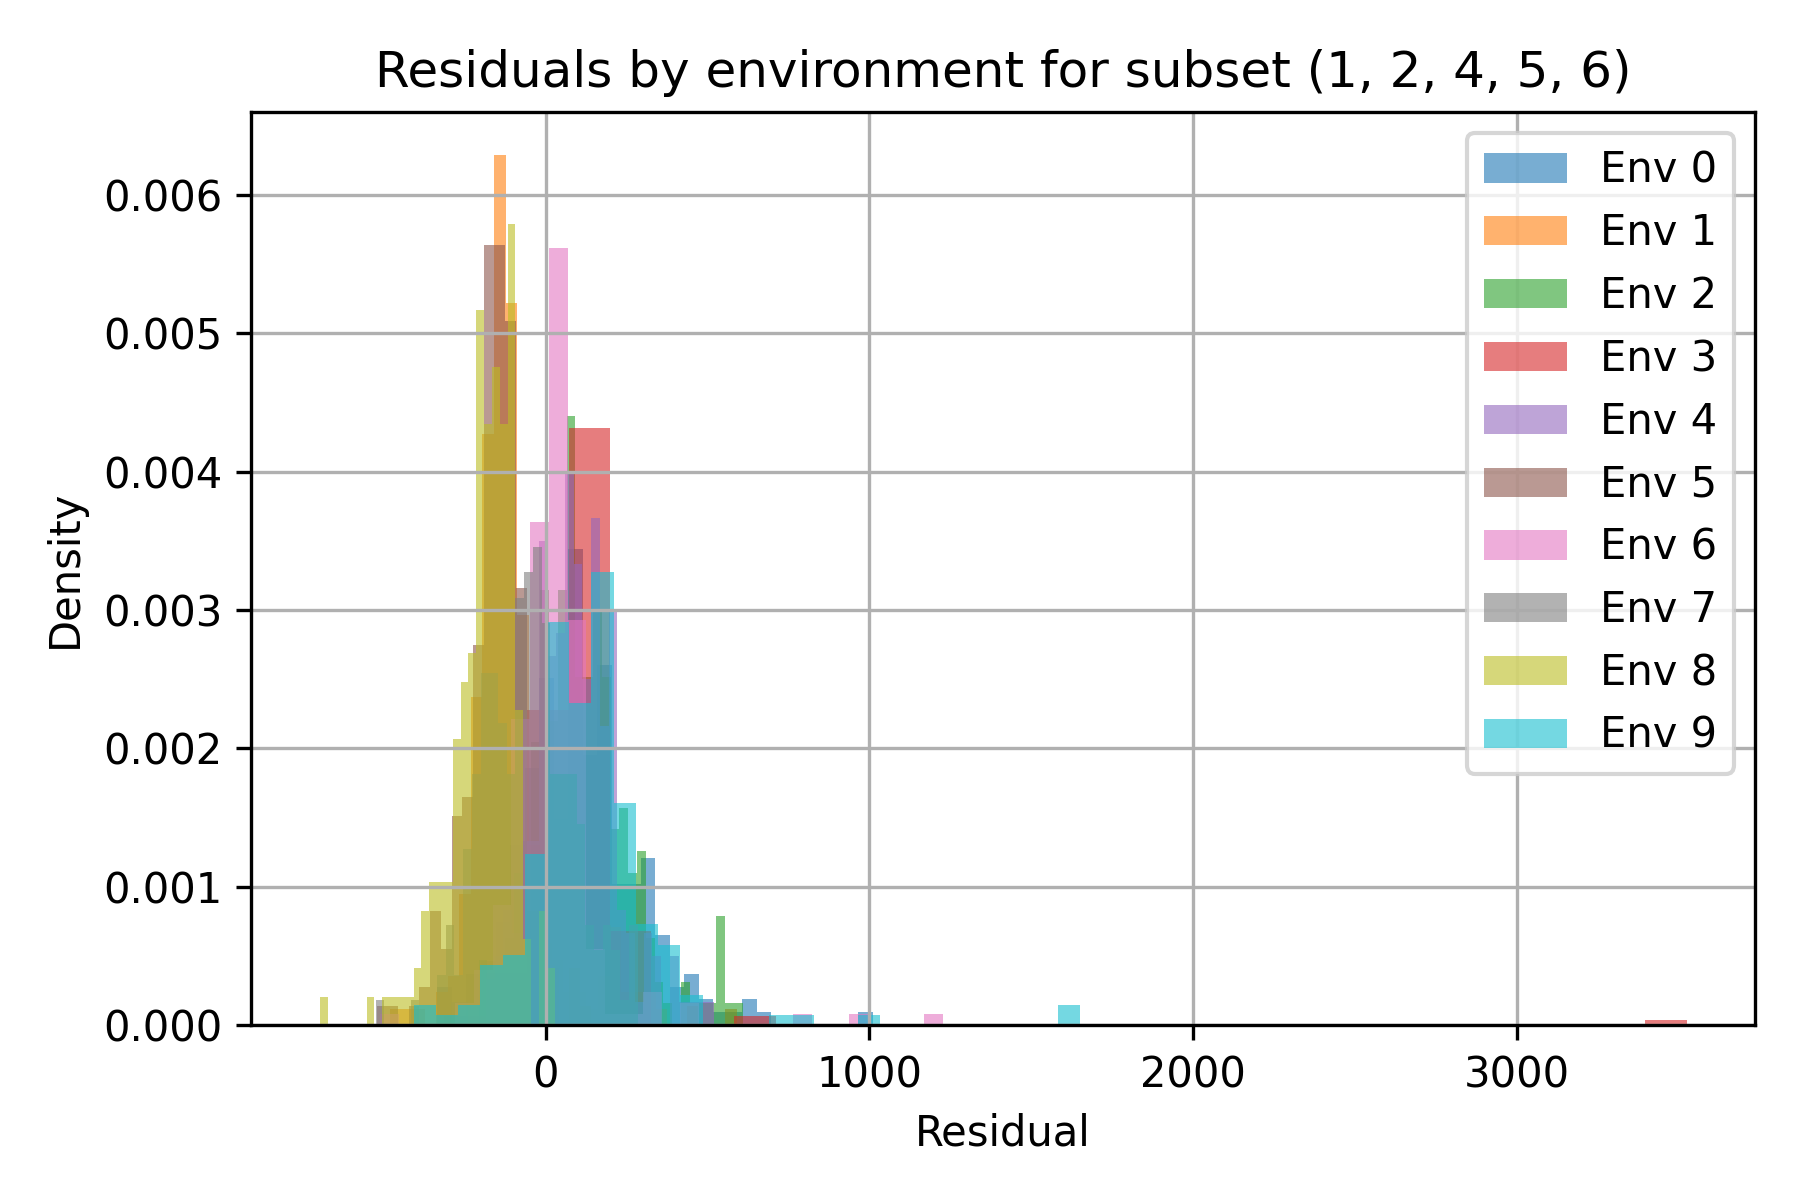 Residuals by environment for subset (1, 2, 4, 5, 6)
0.006
0.005
0.004
0.003
0.002
0.001
0.000
Density
0
1000
2000
3000
Residual
Env 0
Env 1
Env 2
Env 3
Env 4
Env 5
Env 6
Env 7
Env 8
Env 9